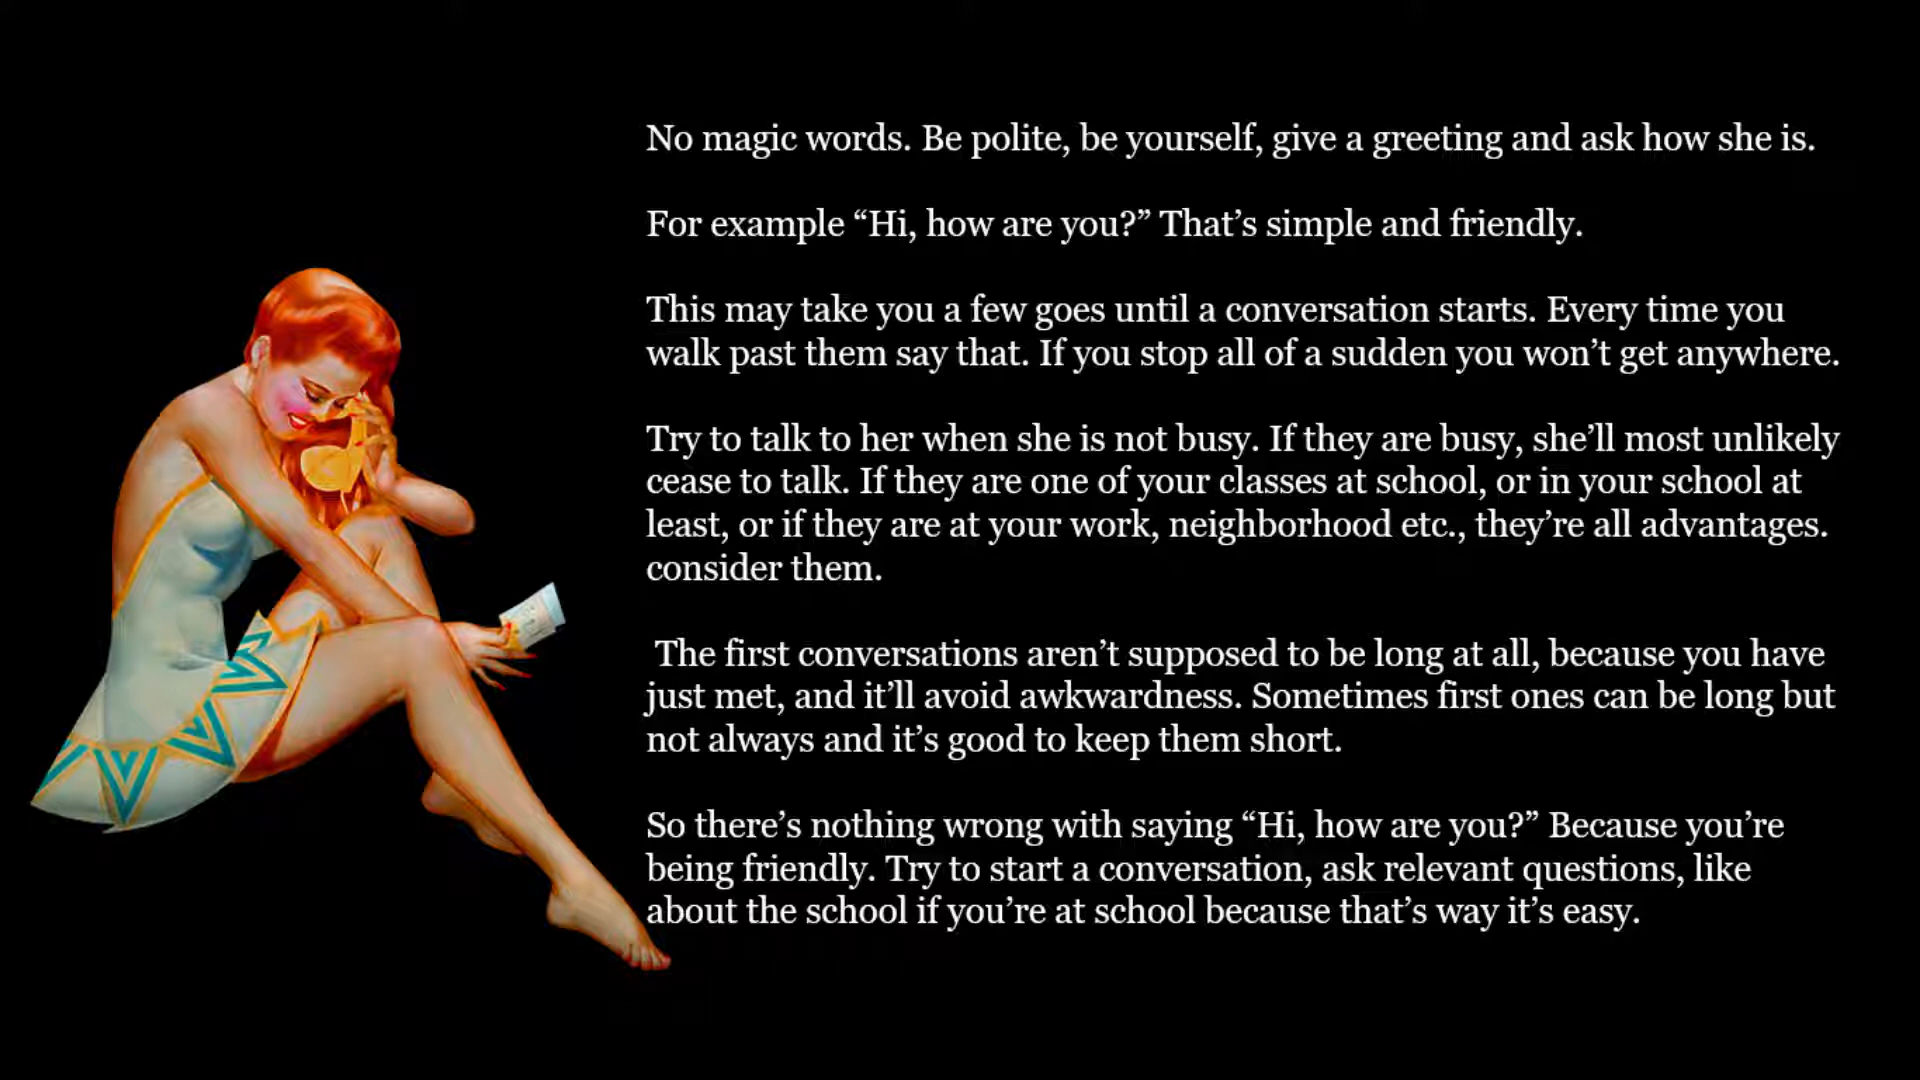 No magic words. Be polite, be yourself, give a greeting and ask how she is.
For example “Hi, how are you?” That’s simple and friendly.
This may take you a few goes until a conversation starts. Every time you
walk past them say that. If you stop all of a sudden you won’t get anywhere.
Try to talk to her when she is not busy. If they are busy, she’ll most unlikely
cease to talk. If they are one of your classes at school, or in your school at
least, or if they are at your work, neighborhood etc., they’re all advantages.
consider them.
The first conversations aren’t supposed to be long at all, because you have
just met, and it’ll avoid awkwardness. Sometimes first ones can be long but
not always and it’s good to keep them short.
So there’s nothing wrong with saying “Hi, how are you?” Because you’re
being friendly. Try to start a conversation, ask relevant questions, like
about the school if you’re at school because that’s way it’s easy.